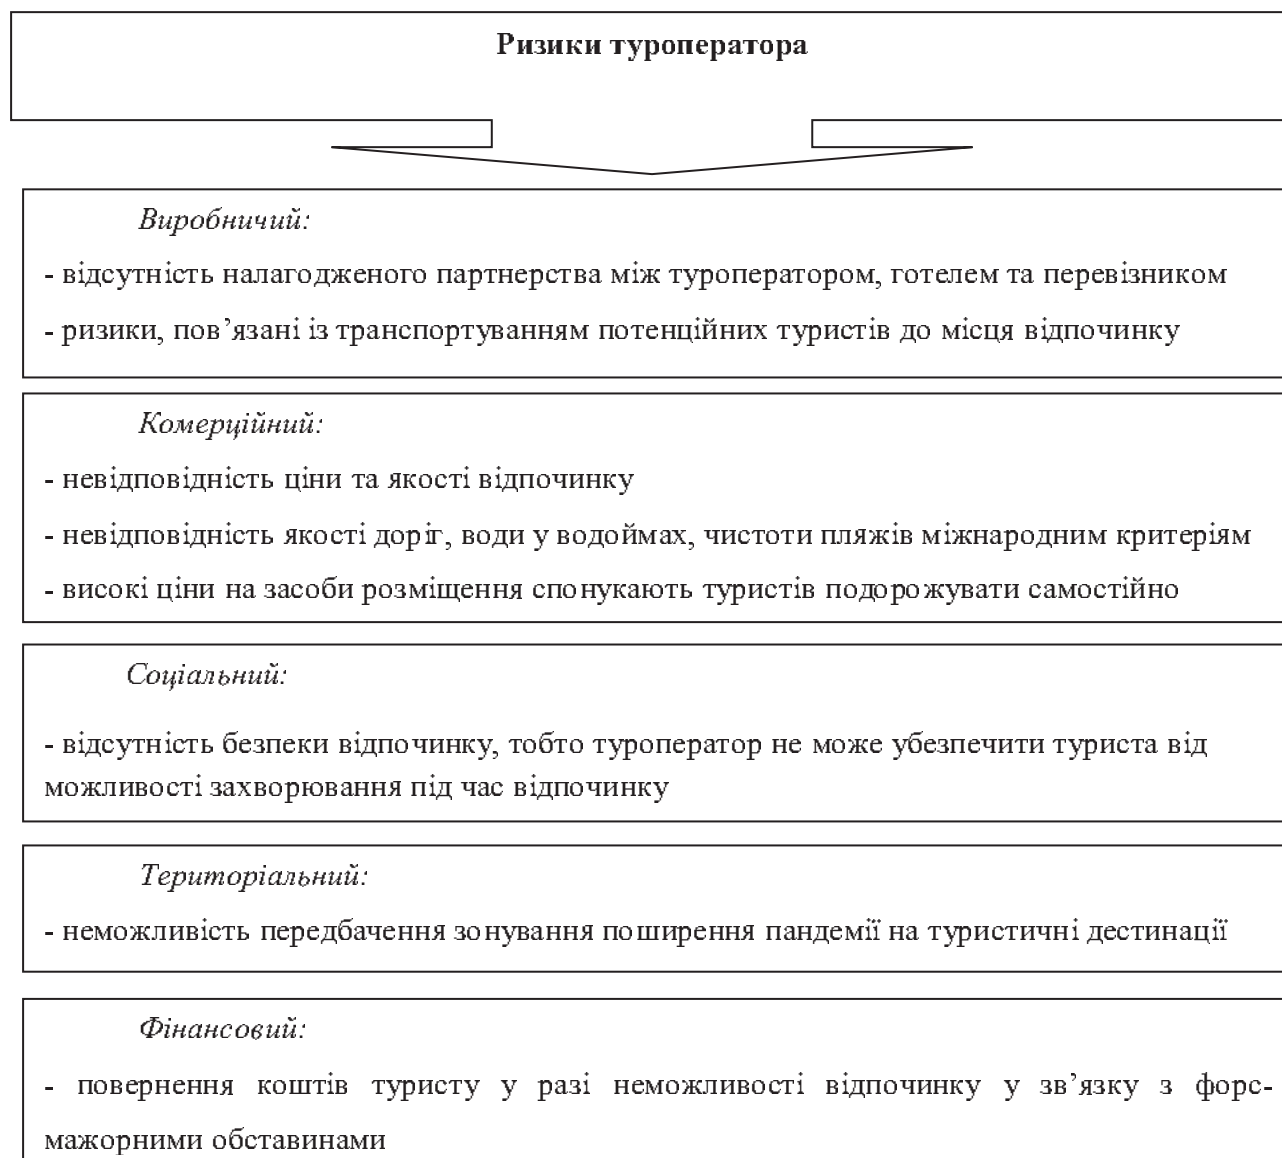 Ризики туроператора
Виробничий:
- відсутність налагодженого партнерства між туроператором, готелем та перевізником
- ризики, пов’язані із транспортуванням потенційних туристів до місця відпочинку
Комерційний:
- невідповідність ціни та якості відпочинку
- невідповідність якості доріг, води у водоймах, чистоти пляжів міжнародним критеріям
- високі ціни на засоби розміщення спонукають туристів подорожувати самостійно
Соціальний:
- відсутність безпеки відпочинку, тобто туроператор не може убезпечити туриста від
можливості захворювання під час відпочинку
Територіальний:
- неможливість передбачення зонування поширення пандемії на туристичні дестинації
Фінансовий:
- повернення коштів туристу у разі неможливості відпочинку у зв’язку з форс-
мажорними обставинами